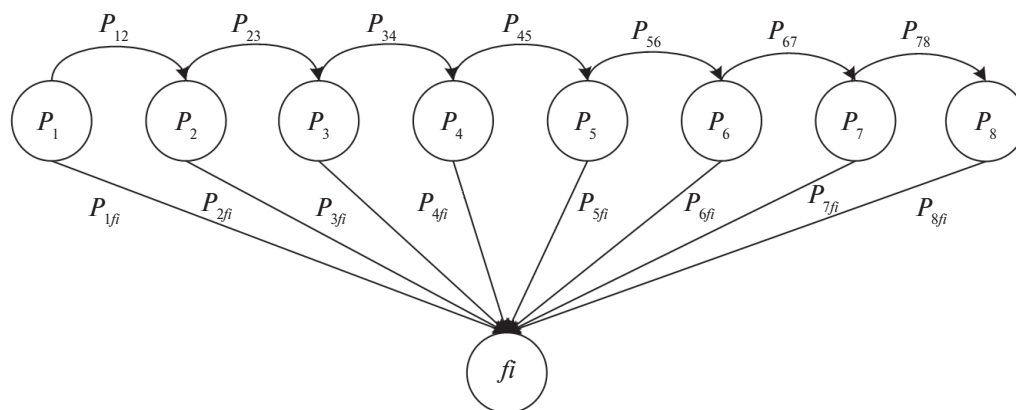 P12 P23 P34 P45 P56 P67 P78
P1 P2 P3 P4 P5 P6 P7 P8
P1fi P2fi P3fi P4fi P5fi P6fi P7fi P8fi
fi